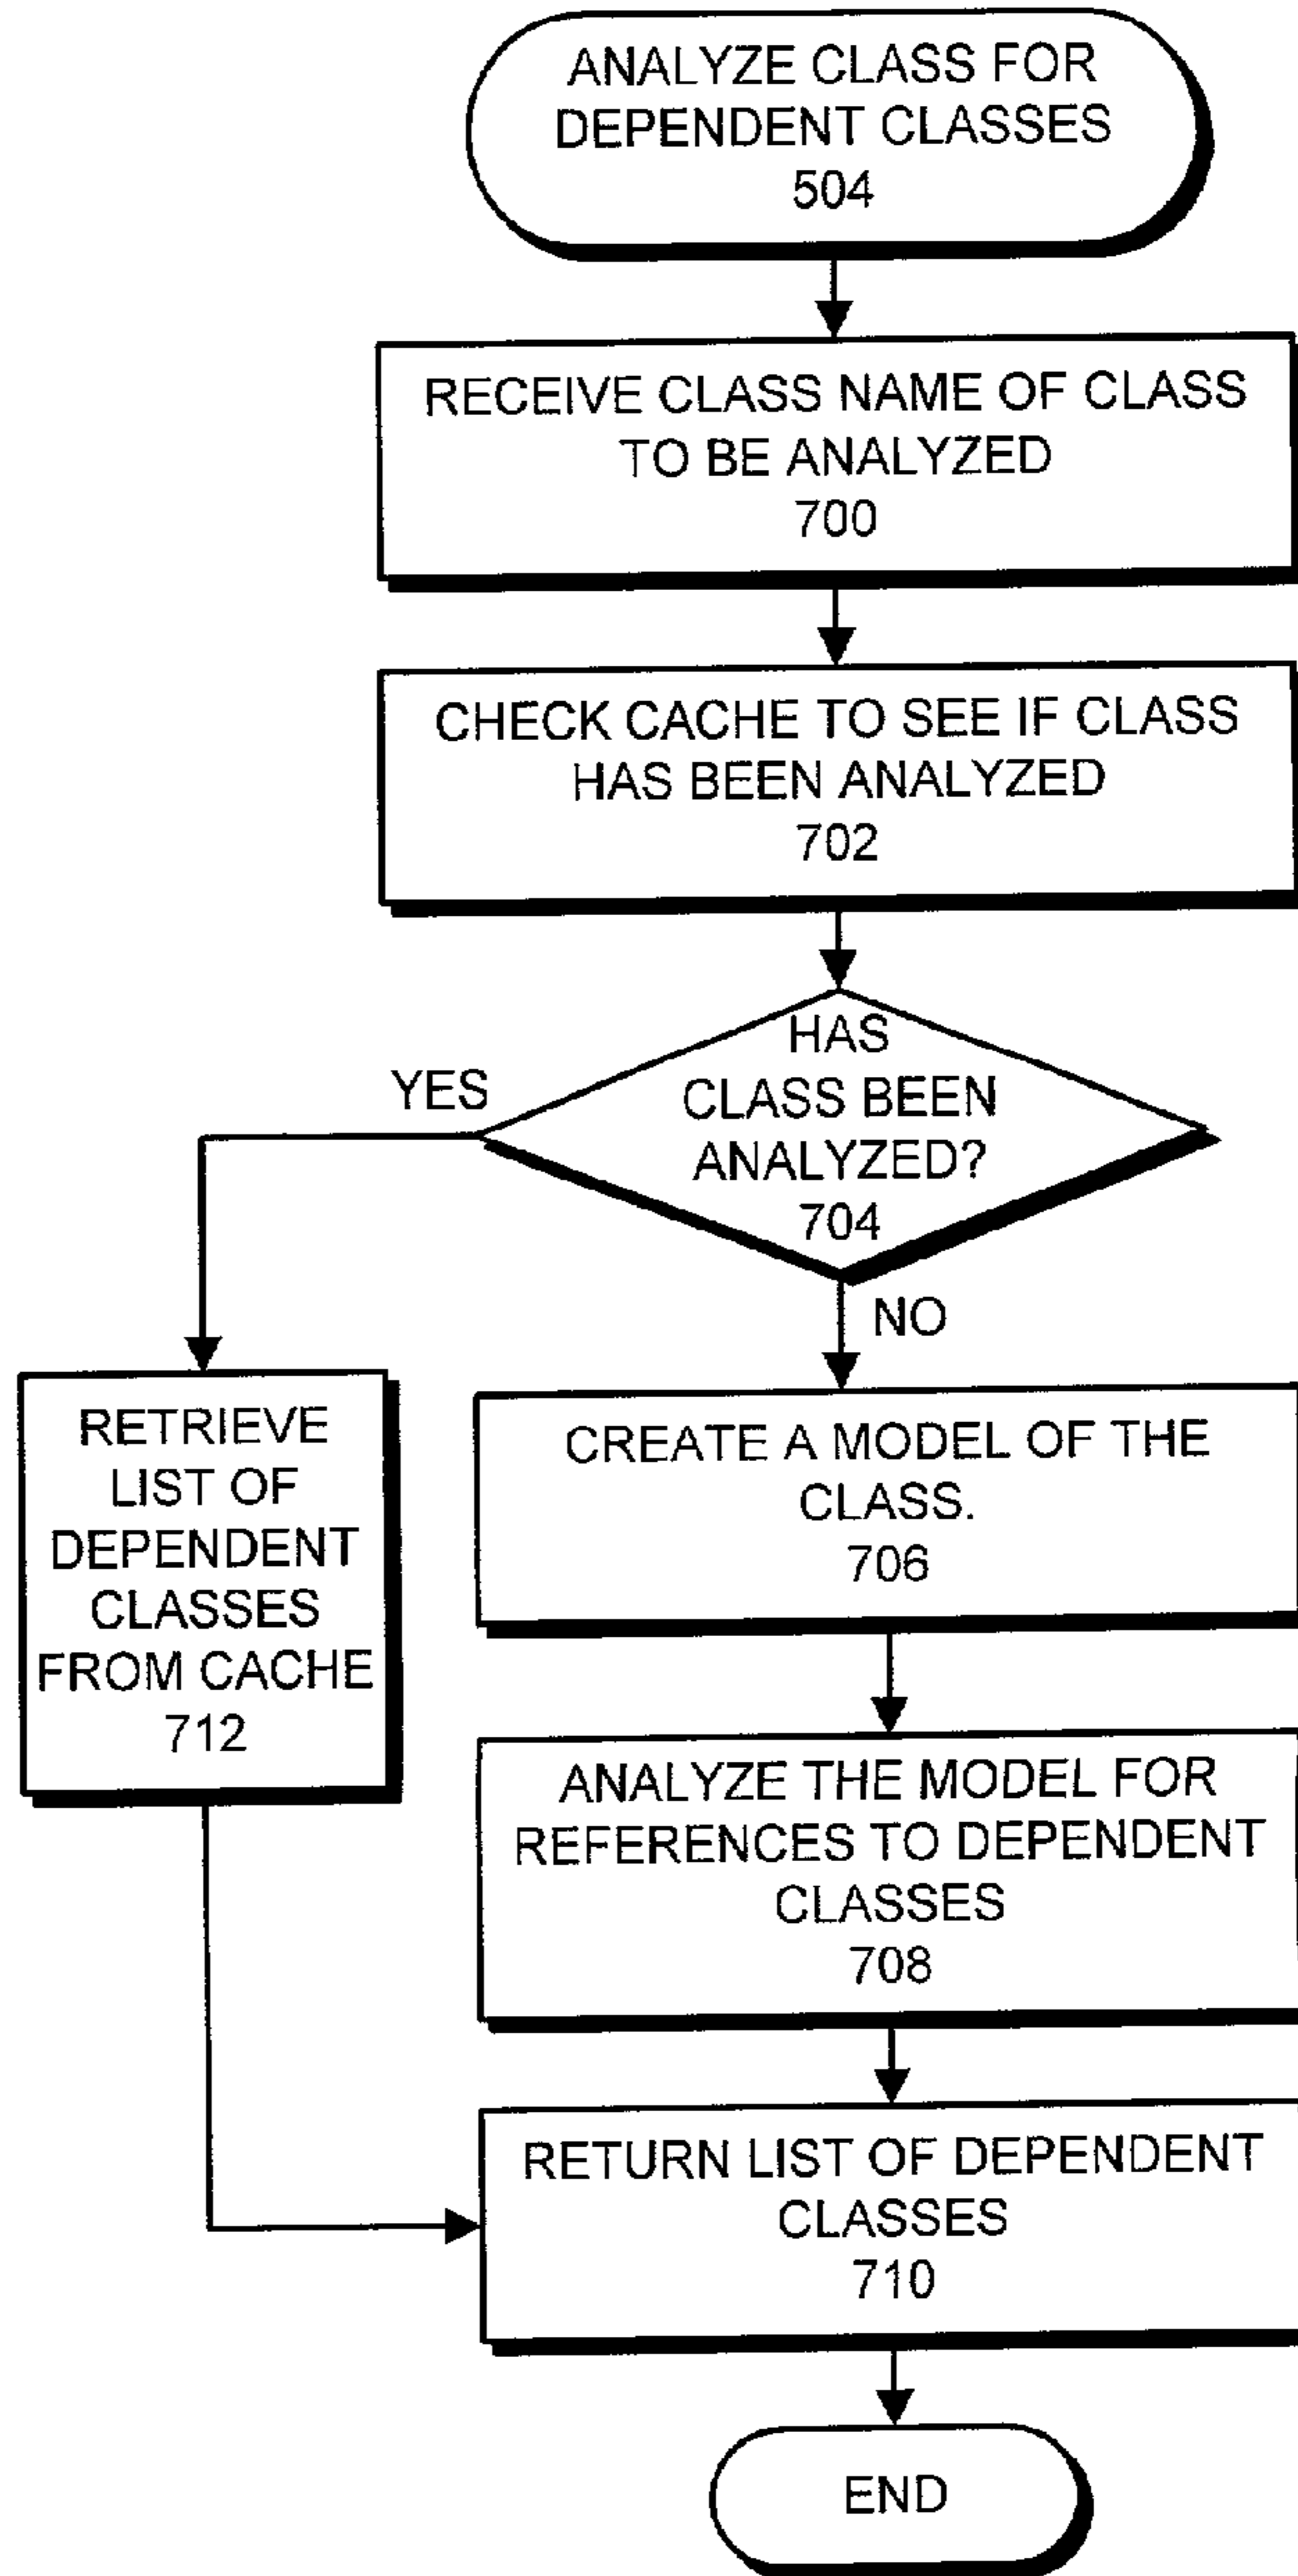 ANALYZE CLASS FOR
DEPENDENT CLASSES
504
RECEIVE CLASS NAME OF CLASS
TO BE ANALYZED
700
CHECK CACHE TO SEE IF CLASS
HAS BEEN ANALYZED
702
HAS
CLASS BEEN
ANALYZED?
704
YES
NO
RETRIEVE
LIST OF
DEPENDENT
CLASSES
FROM CACHE
712
CREATE A MODEL OF THE
CLASS.
706
ANALYZE THE MODEL FOR
REFERENCES TO DEPENDENT
CLASSES
708
RETURN LIST OF DEPENDENT
CLASSES
710
END